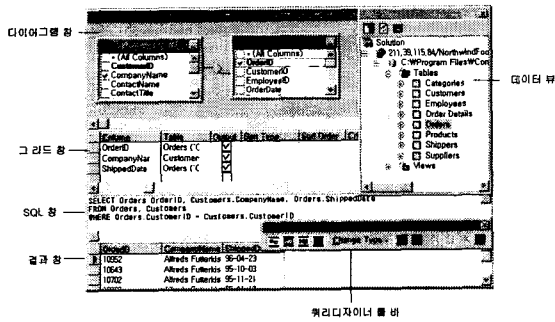 다이어그램 창
* (All Columns)
CustomerID
CompanyName
ContactName
ContactTitle
* (All Columns)
OrderID
CustomerID
EmployeeID
OrderDate
Solution
Tables
Categories
Customers
Employees
Order Details
Orders
Products
Shippers
Suppliers
Views
데이터 뷰
그리드 창
Column Table Output Sort Type Sort Order
OrderID Orders
CompanyNar Customer
ShippedDate Orders
SQL 창
SELECT Orders OrderID, Customers.CompanyName, Orders.ShippedDate
FROM Orders, Customers
WHERE Orders.CustomerID = Customers.CustomerID
Change Type
결과 창
OrderID CompanyName ShippedD
10952 Alfreds Futterkis 96-04-23
10643 Alfreds Futterkis 95-10-03
10702 Alfreds Futterkis 95-11-21
쿼리디자이너 툴 바